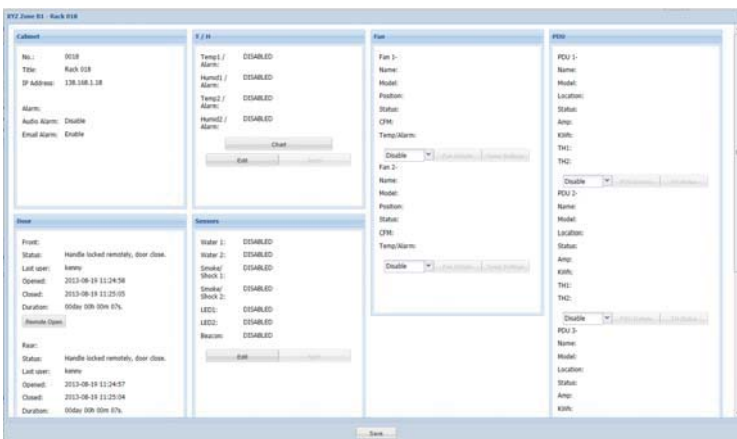 XYZ Zone 01 - Rack 018
Cabinet
No.: 0018
Title: Rack 018
IP Address: 138.168.1.18
Alarm:
Audio Alarm: Disable
Email Alarm: Enable
T / H
Temp1 / Alarm: DISABLED
Humid1 / Alarm: DISABLED
Temp2 / Alarm: DISABLED
Humid2 / Alarm: DISABLED
Chart
Edit
Door
Front:
Status: Handle locked remotely, door close.
Last user: kenny
Opened: 2013-08-19 11:24:58
Closed: 2013-08-19 11:25:05
Duration: 00day 00h 00m 07s.
Remote Open
Rear:
Status: Handle locked remotely, door close.
Last user: kenny
Opened: 2013-08-19 11:24:57
Closed: 2013-08-19 11:25:04
Duration: 00day 00h 00m 07s.
Sensors
Water 1: DISABLED
Water 2: DISABLED
Smoke/ Shock 1: DISABLED
Smoke/ Shock 2: DISABLED
LED1: DISABLED
LED2: DISABLED
Beacon: DISABLED
Edit
Fan
Fan 1-
Name:
Model:
Position:
Status:
CFM:
Temp/Alarm:
Disable
Fan 2-
Name:
Model:
Position:
Status:
CFM:
Temp/Alarm:
Disable
PDU
PDU 1-
Name:
Model:
Location:
Status:
Amp:
KWh:
TH1:
TH2:
Disable
PDU 2-
Name:
Model:
Location:
Status:
Amp:
KWh:
TH1:
TH2:
Disable
PDU 3-
Name:
Model:
Location:
Status:
Amp:
KWh:
Save